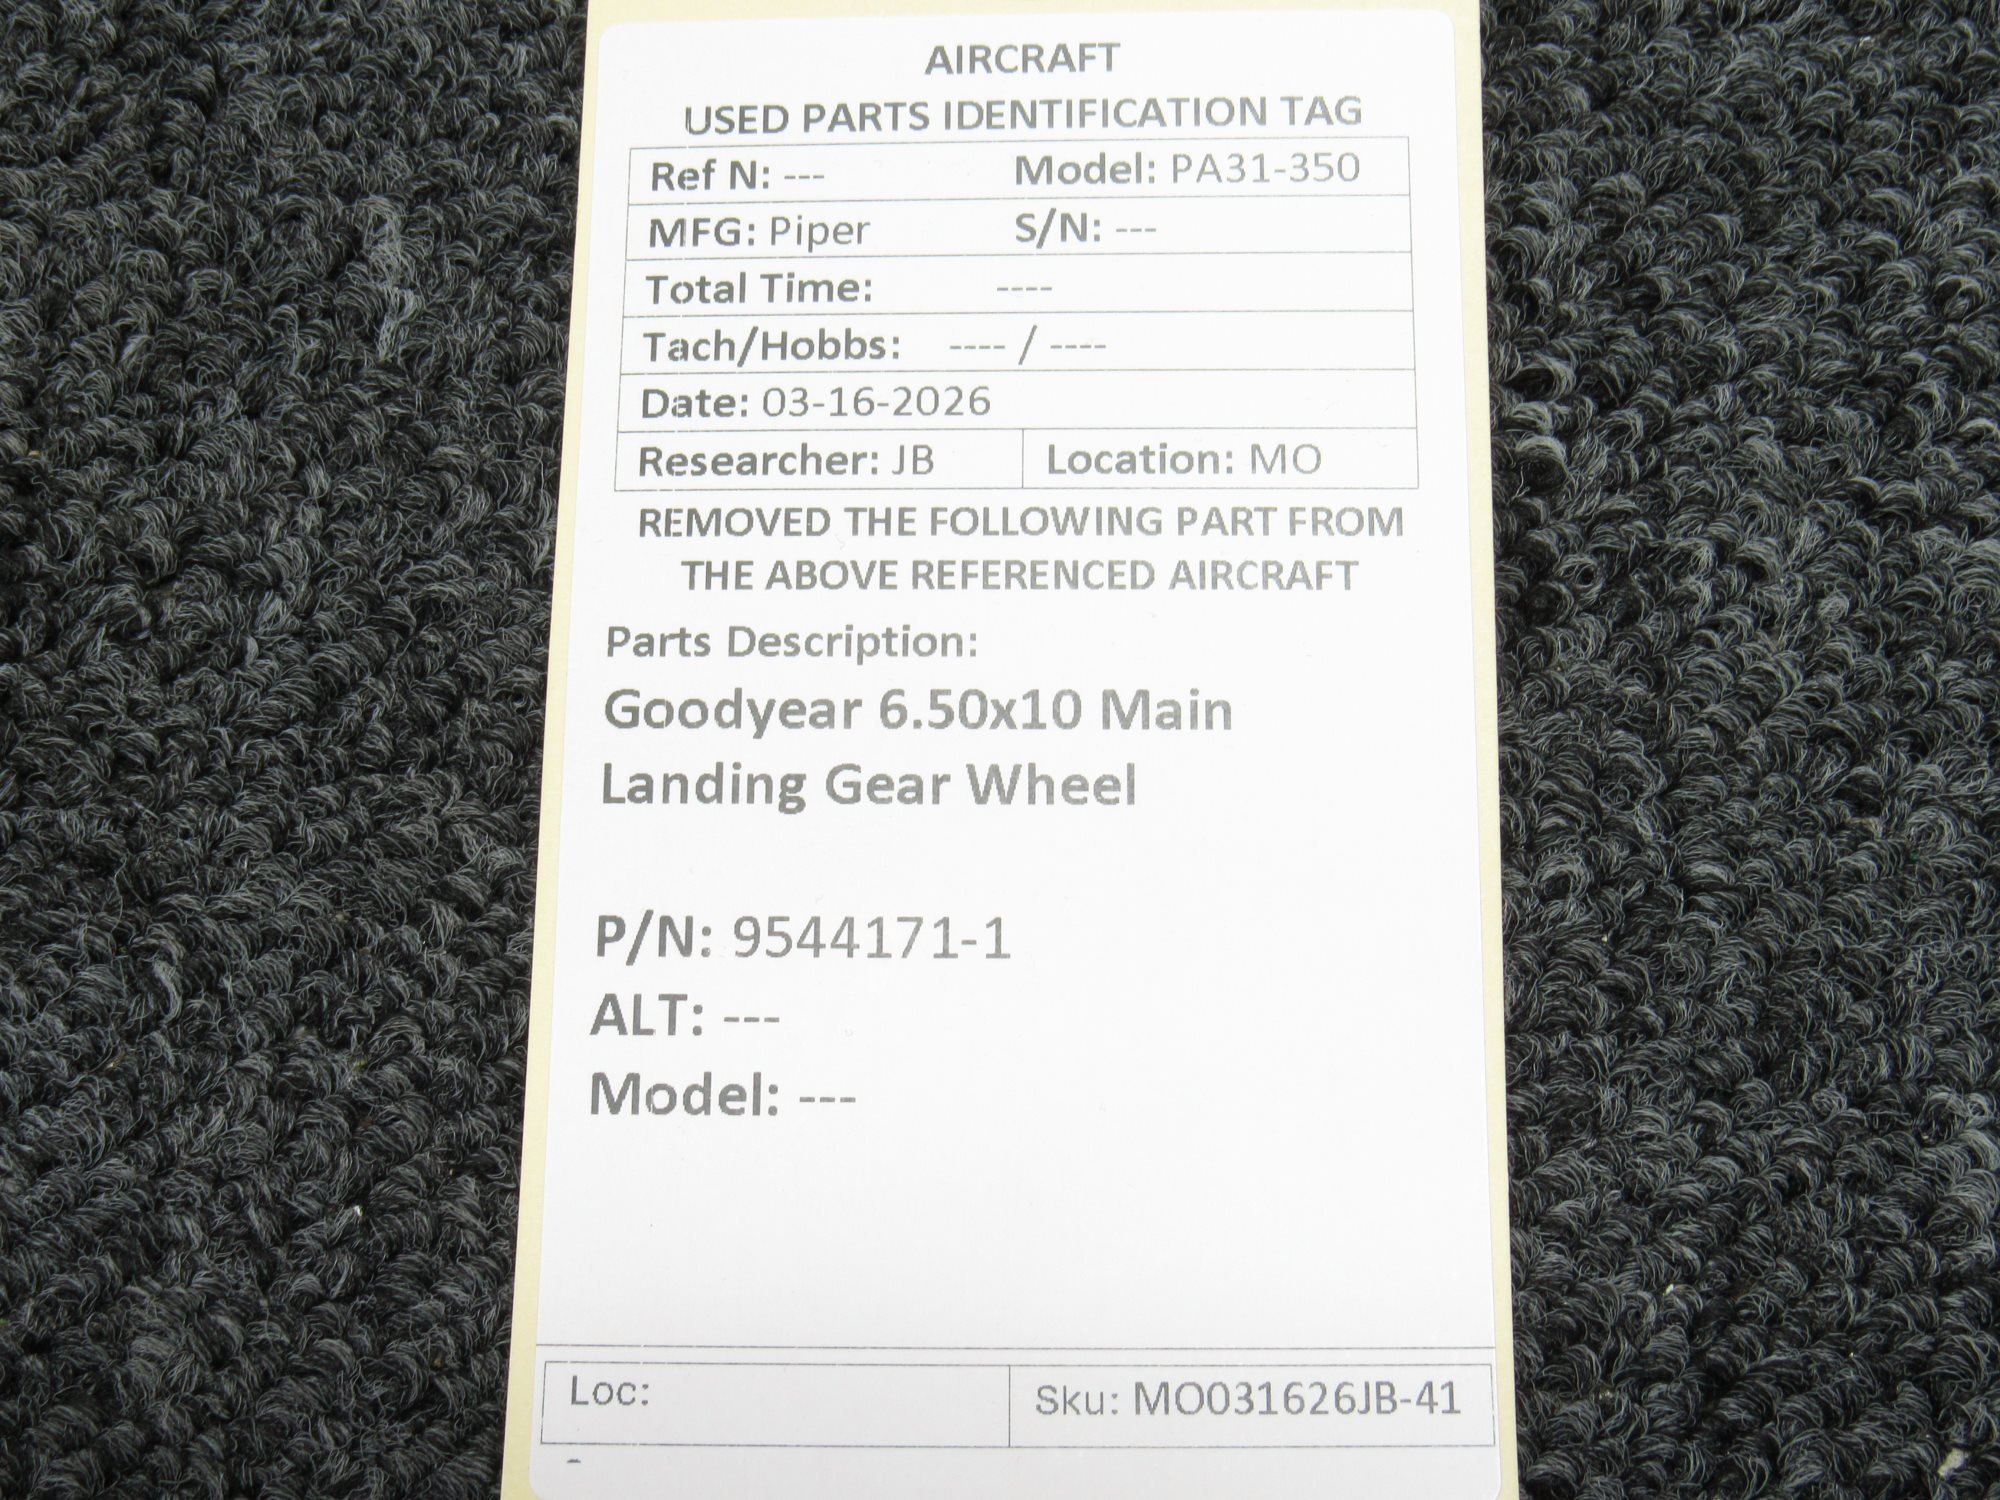 AIRCRAFT
USED PARTS IDENTIFICATION TAG
Ref N: --- Model: PA31-350
MFG: Piper S/N: ---
Total Time: ----
Tach/Hobbs: ---- / ----
Date: 03-16-2026
Researcher: JB Location: MO
REMOVED THE FOLLOWING PART FROM
THE ABOVE REFERENCED AIRCRAFT
Parts Description:
Goodyear 6.50x10 Main
Landing Gear Wheel
P/N: 9544171-1
ALT: ---
Model: ---
Loc: Sku: MO031626JB-41
-